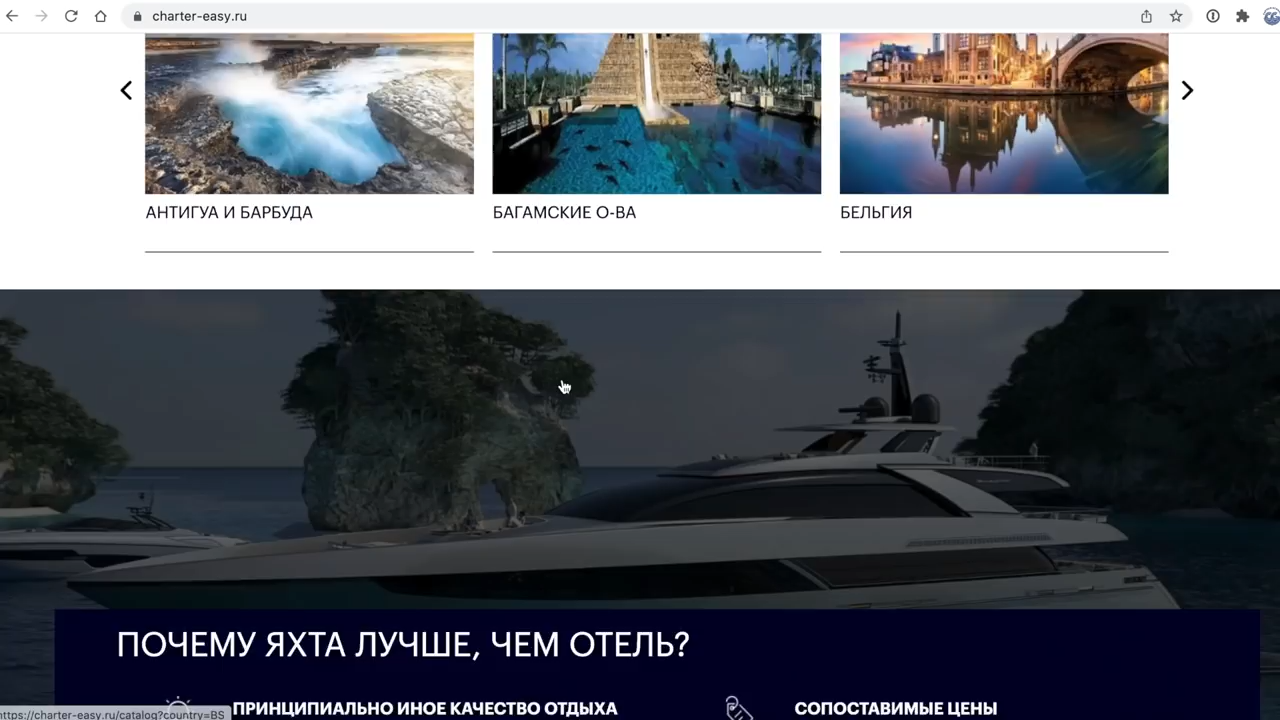 charter-easy.ru
АНТИГУА И БАРБУДА
БАГАМСКИЕ О-ВА
БЕЛЬГИЯ
ПОЧЕМУ ЯХТА ЛУЧШЕ, ЧЕМ ОТЕЛЬ?
ПРИНЦИПИАЛЬНО ИНОЕ КАЧЕСТВО ОТДЫХА
СОПОСТАВИМЫЕ ЦЕНЫ
https://charter-easy.ru/catalog?country=BS